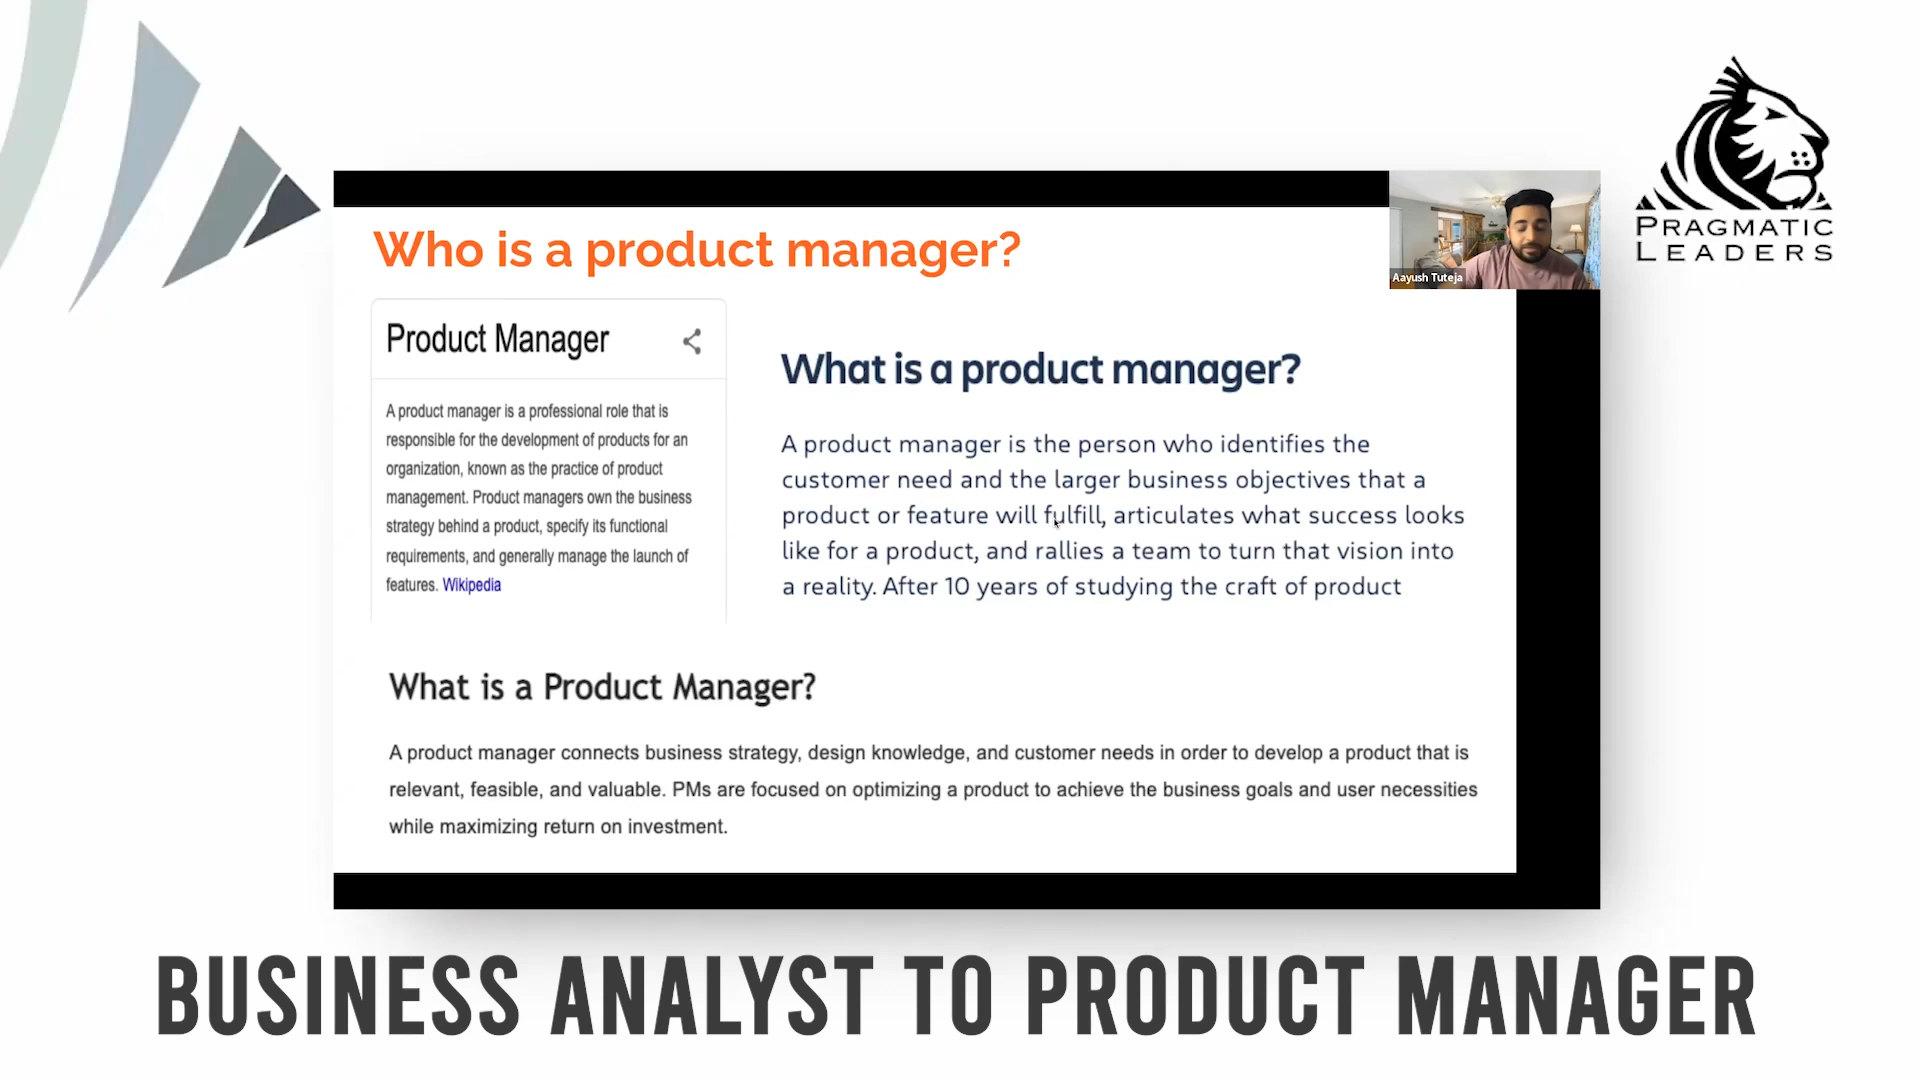 PRAGMATIC
LEADERS
Aayush Tuteja
Who is a product manager?
Product Manager
A product manager is a professional role that is
responsible for the development of products for an
organization, known as the practice of product
management. Product managers own the business
strategy behind a product, specify its functional
requirements, and generally manage the launch of
features. Wikipedia
What is a product manager?
A product manager is the person who identifies the
customer need and the larger business objectives that a
product or feature will fulfill, articulates what success looks
like for a product, and rallies a team to turn that vision into
a reality. After 10 years of studying the craft of product
What is a Product Manager?
A product manager connects business strategy, design knowledge, and customer needs in order to develop a product that is
relevant, feasible, and valuable. PMs are focused on optimizing a product to achieve the business goals and user necessities
while maximizing return on investment.
BUSINESS ANALYST TO PRODUCT MANAGER